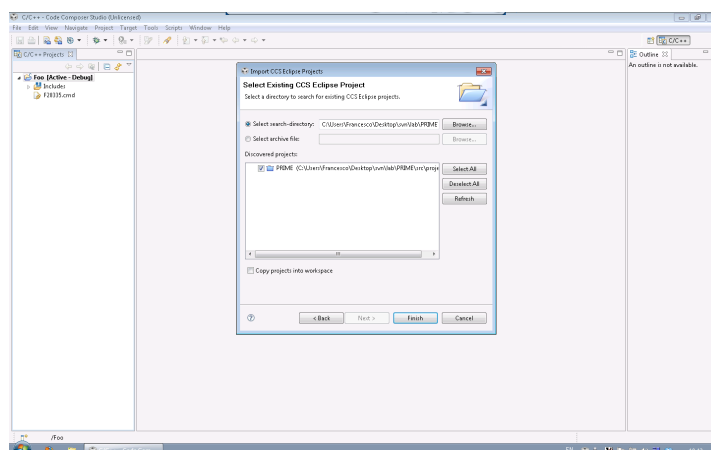 C/C++ - Code Composer Studio (Unlicensed)
File Edit View Navigate Project Target Tools Scripts Window Help
C/C++
C/C++ Projects
Outline
An outline is not available.
Foo [Active - Debug]
Includes
F28335.cmd
Import CCS Eclipse Projects
Select Existing CCS Eclipse Project
Select a directory to search for existing CCS Eclipse projects.
Select search-directory: C:\Users\Francesco\Desktop\svn\lab\PRIME Browse...
Select archive file: Browse...
Discovered projects:
PRIME (C:\Users\Francesco\Desktop\svn\lab\PRIME\src\proje
Select All
Deselect All
Refresh
Copy projects into workspace
< Back Next > Finish Cancel
/Foo
EN